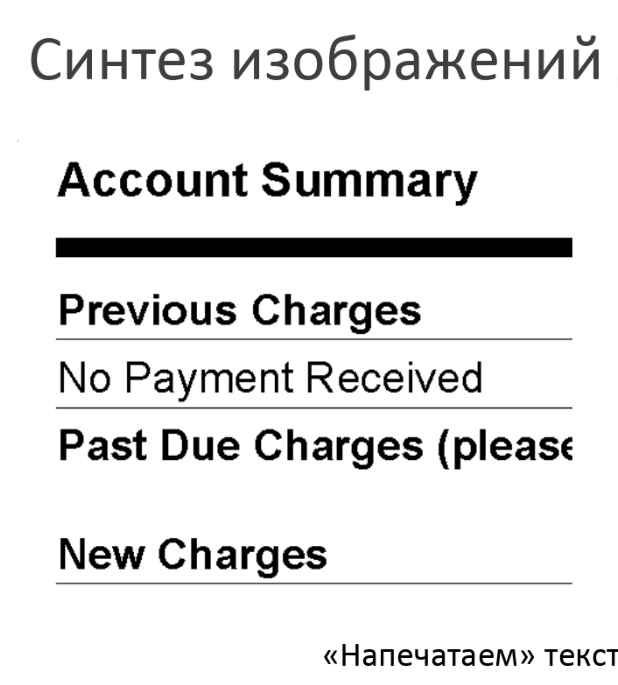 Синтез изображений
Account Summary
Previous Charges
No Payment Received
Past Due Charges (please
New Charges
«Напечатаем» текст